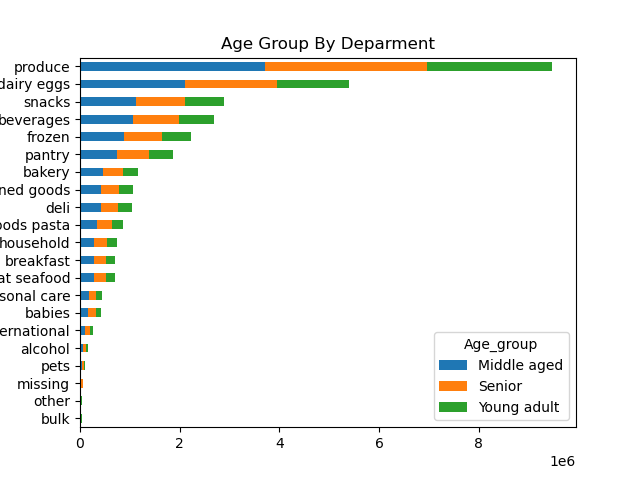 Age Group By Deparment
produce
dairy eggs
snacks
beverages
frozen
pantry
bakery
ned goods
deli
oods pasta
household
breakfast
at seafood
sonal care
babies
ernational
alcohol
pets
missing
other
bulk
Age_group
Middle aged
Senior
Young adult
0 2 4 6 8
1e6